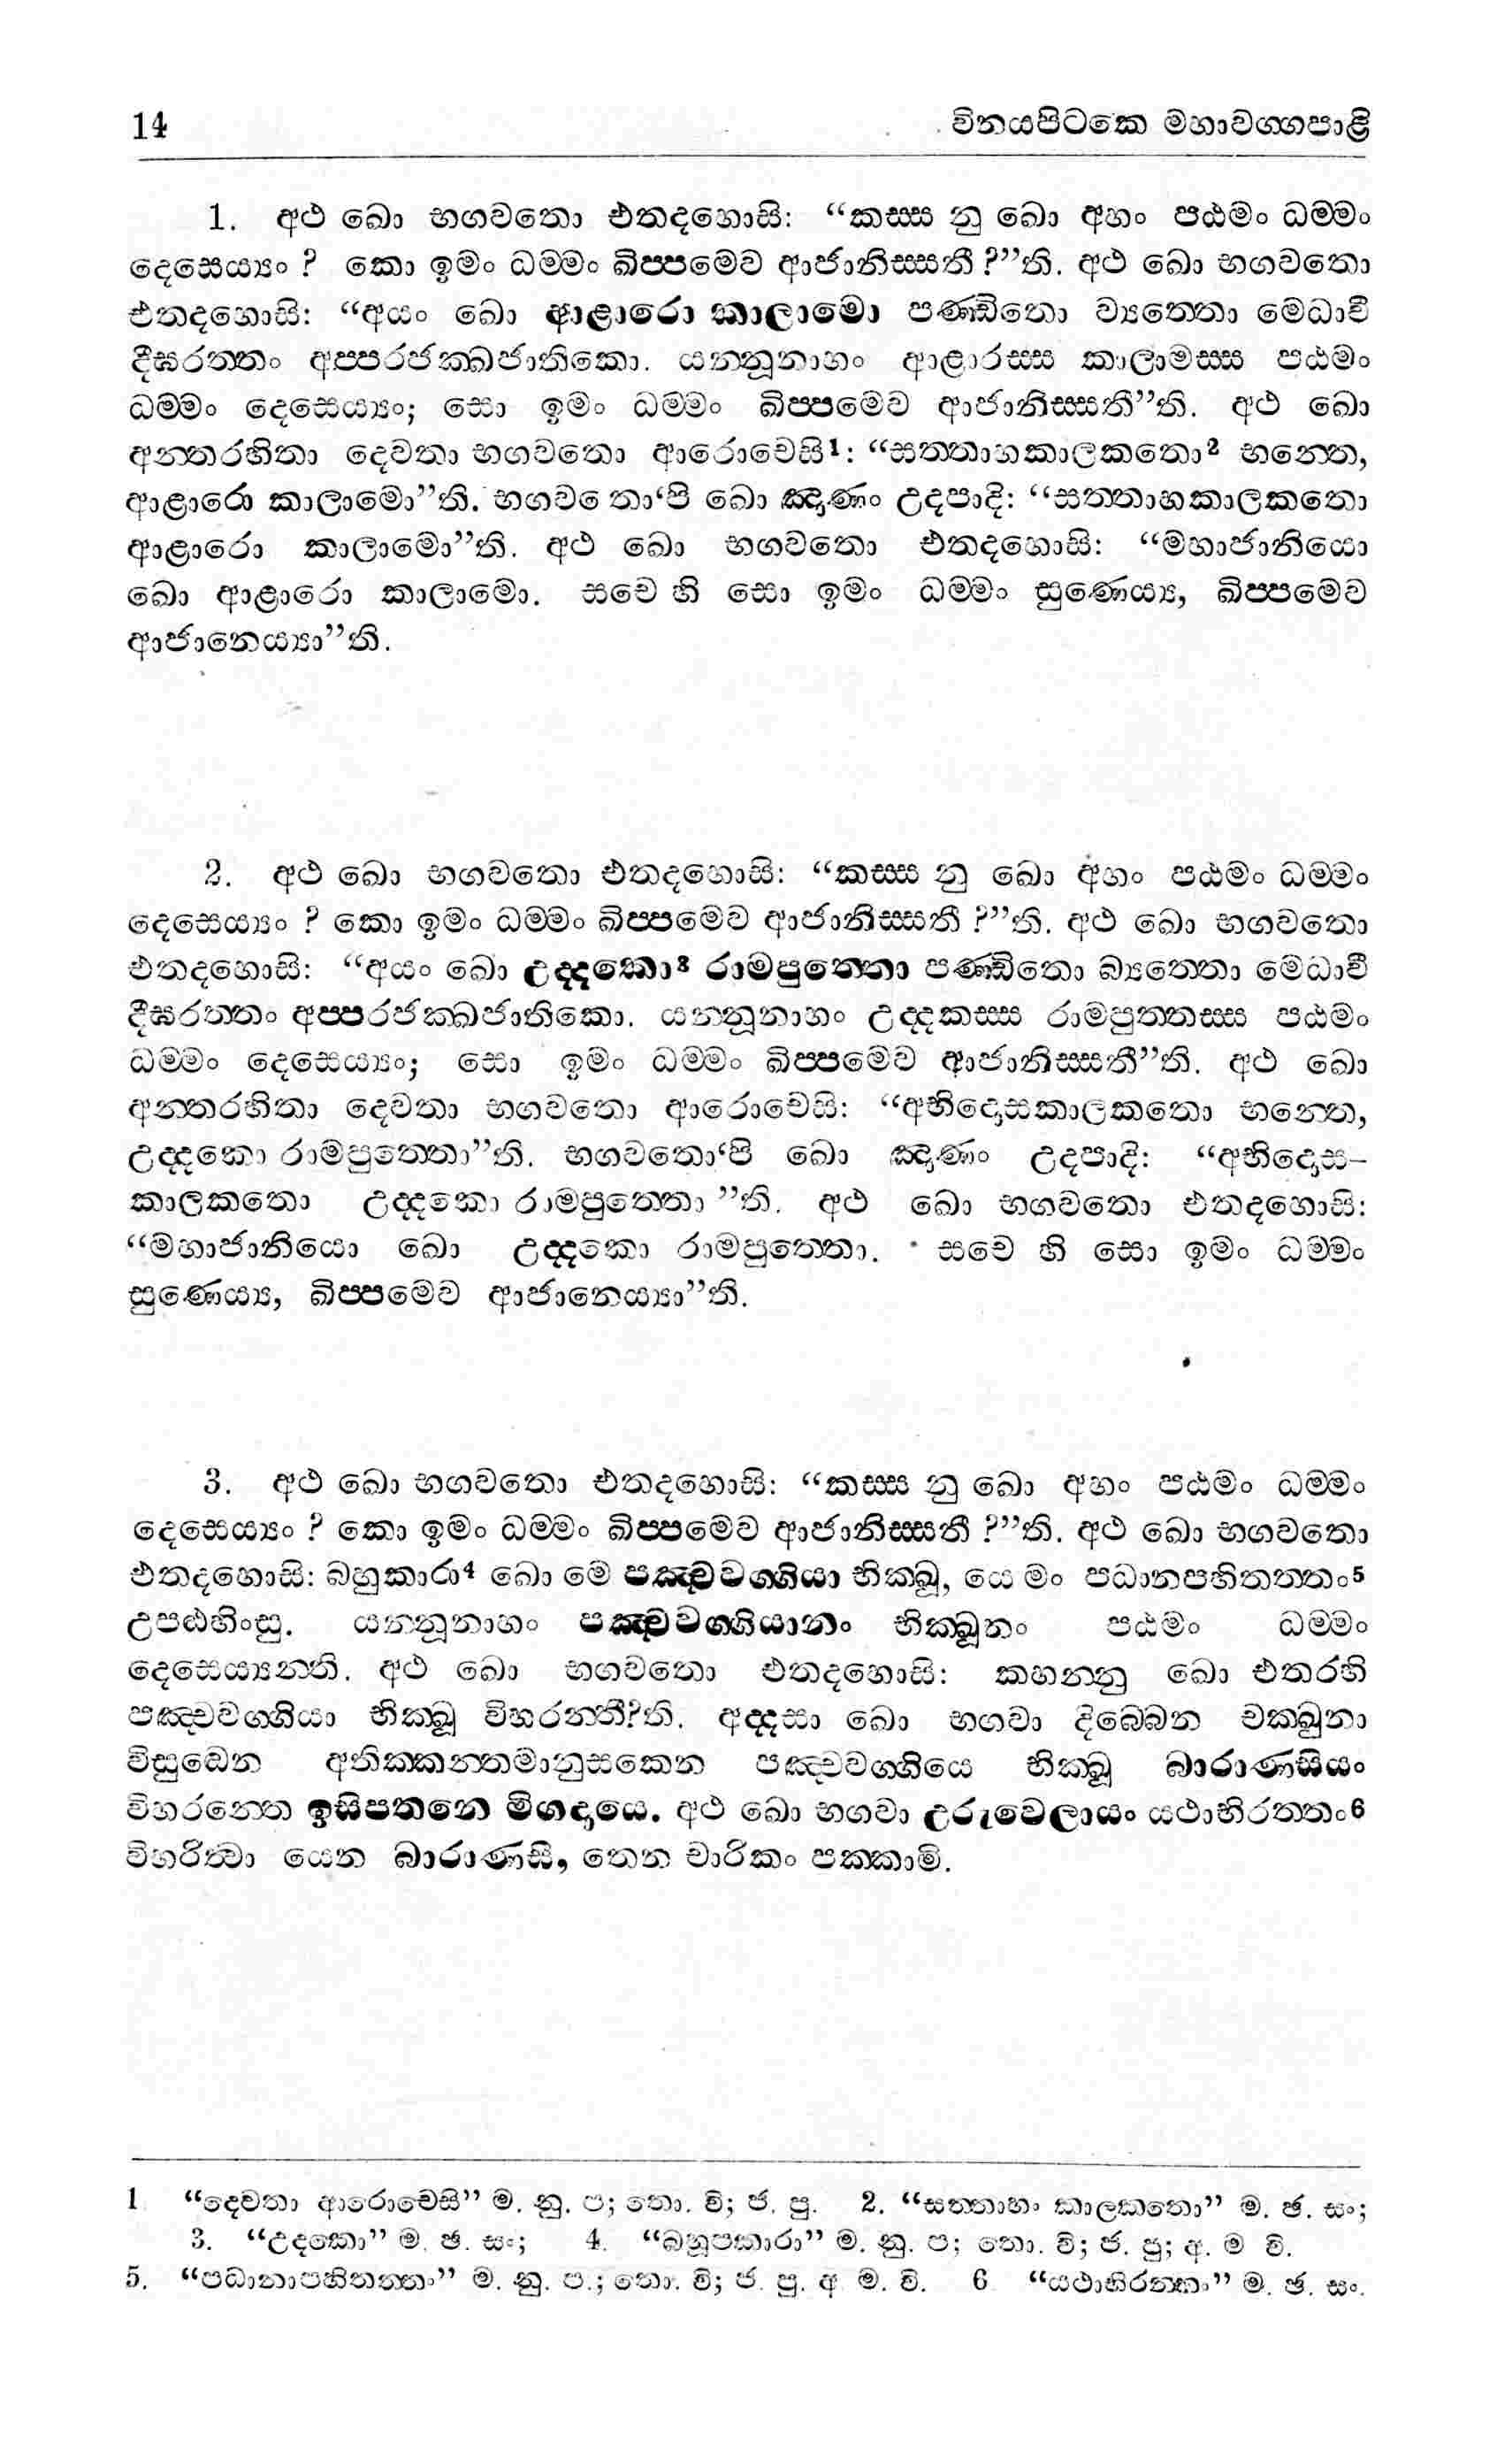 14 විනයපිටකෙ මහාවග්ගපාළි
1. අථ ඛො භගවතො එතදහොසි: “කස්ස නු ඛො අහං පඨමං ධම්මං
දෙසෙය්‍යං ? කො ඉමං ධම්මං ඛිප්පමෙව ආජානිස්සතී ?”ති. අථ ඛො භගවතො
එතදහොසි: “අයං ඛො ආළාරො කාලාමො පණ්ඩිතො ව්‍යත්තො මෙධාවී
දීඝරත්තං අප්පරජක්ඛජාතිකො. යන්නූනාහං ආළාරස්ස කාලාමස්ස පඨමං
ධම්මං දෙසෙය්‍යං; සො ඉමං ධම්මං ඛිප්පමෙව ආජානිස්සතී”ති. අථ ඛො
අන්තරහිතා දෙවතා භගවතො ආරොචෙසි1: “සත්තාහකාලකතො2 භන්තෙ,
ආළාරො කාලාමො”ති. භගවතො‘පි ඛො ඤාණං උදපාදි: “සත්තාහකාලකතො
ආළාරො කාලාමො”ති. අථ ඛො භගවතො එතදහොසි: “මහාජානියො
ඛො ආළාරො කාලාමො. සචෙ හි සො ඉමං ධම්මං සුණෙය්‍ය, ඛිප්පමෙව
ආජානෙය්‍යා”ති.
2. අථ ඛො භගවතො එතදහොසි: “කස්ස නු ඛො අහං පඨමං ධම්මං
දෙසෙය්‍යං ? කො ඉමං ධම්මං ඛිප්පමෙව ආජානිස්සතී ?”ති. අථ ඛො භගවතො
එතදහොසි: “අයං ඛො උද්දකො3 රාමපුත්තො පණ්ඩිතො බ්‍යත්තො මෙධාවී
දීඝරත්තං අප්පරජක්ඛජාතිකො. යන්නූනාහං උද්දකස්ස රාමපුත්තස්ස පඨමං
ධම්මං දෙසෙය්‍යං; සො ඉමං ධම්මං ඛිප්පමෙව ආජානිස්සතී”ති. අථ ඛො
අන්තරහිතා දෙවතා භගවතො ආරොචෙසි: “අභිදොසකාලකතො භන්තෙ,
උද්දකො රාමපුත්තො”ති. භගවතො‘පි ඛො ඤාණං උදපාදි: “අභිදොස-
කාලකතො උද්දකො රාමපුත්තො ”ති. අථ ඛො භගවතො එතදහොසි:
“මහාජානියො ඛො උද්දකො රාමපුත්තො. සචෙ හි සො ඉමං ධම්මං
සුණෙය්‍ය, ඛිප්පමෙව ආජානෙය්‍යා”ති.
3. අථ ඛො භගවතො එතදහොසි: “කස්ස නු ඛො අහං පඨමං ධම්මං
දෙසෙය්‍යං ? කො ඉමං ධම්මං ඛිප්පමෙව ආජානිස්සතී ?”ති. අථ ඛො භගවතො
එතදහොසි: බහුකාරා4 ඛො මෙ පඤ්චවග්ගියා භික්ඛූ, යෙ මං පධානපහිතත්තං5
උපට්ඨහිංසු. යන්නූනාහං පඤ්චවග්ගියානං භික්ඛූනං පඨමං ධම්මං
දෙසෙය්‍යන්ති. අථ ඛො භගවතො එතදහොසි: කහන්නු ඛො එතරහි
පඤ්චවග්ගියා භික්ඛූ විහරන්තී?ති. අද්දසා ඛො භගවා දිබ්බෙන චක්ඛුනා
විසුද්ධෙන අතික්කන්තමානුසකෙන පඤ්චවග්ගියෙ භික්ඛූ බාරාණසියං
විහරන්තෙ ඉසිපතනෙ මිගදායෙ. අථ ඛො භගවා උරුවෙලායං යථාභිරත්තං6
විහරිත්වා යෙන බාරාණසී, තෙන චාරිකං පක්කාමි.
1 “දෙවතා ආරොචෙසි” ම. නු. ප; තො. වි; ජ. පු. 2. “සත්තාහං කාලකතො” ම. ඡ. සං;
3. “උදකො” ම. ඡ. සං; 4. “බහූපකාරා” ම. නු. ප; තො. වි; ජ. පු; අ. ම වි.
5. “පධානාපහිතත්තං” ම. නු. ප.; තො. වි; ජ. පු. අ ම. වි. 6 “යථාභිරන්තං” ම. ඡ. සං.